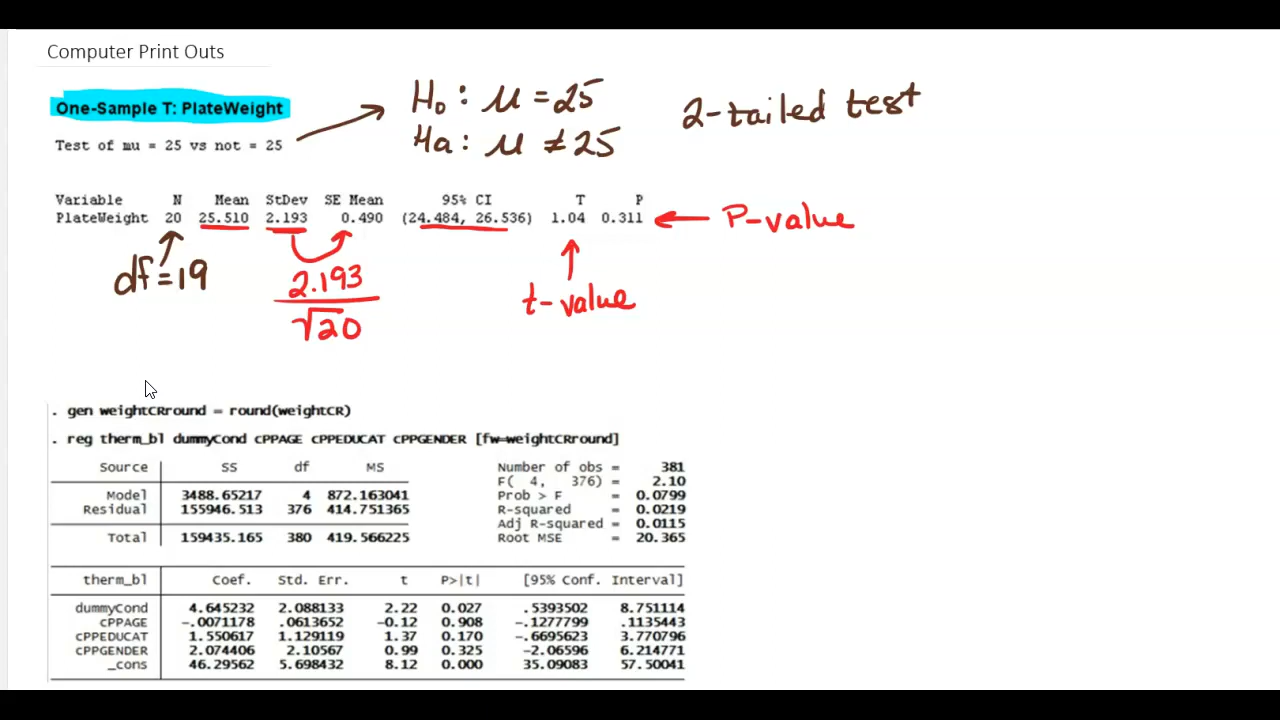 Computer Print Outs
One-Sample T: PlateWeight
H₀: μ = 25
2-tailed test
Test of mu = 25 vs not = 25
Ha: μ ≠ 25
Variable N Mean StDev SE Mean 95% CI T P
PlateWeight 20 25.510 2.193 0.490 (24.484, 26.536) 1.04 0.311
P-value
df = 19
2.193
√20
t-value
. gen weightCRround = round(weightCR)
. reg therm_bl dummyCond CPPAGE CPPEDUCAT CPPGENDER [fw=weightCRround]
Source SS df MS
Model 3488.65217 4 872.163041
Residual 155946.513 376 414.751365
Total 159435.165 380 419.566225
Number of obs = 381
F( 4, 376) = 2.10
Prob > F = 0.0799
R-squared = 0.0219
Adj R-squared = 0.0115
Root MSE = 20.365
therm_bl Coef. Std. Err. t P>|t| [95% Conf. Interval]
dummyCond 4.645232 2.088133 2.22 0.027 .5393502 8.751114
CPPAGE -.0071178 .0613652 -0.12 0.908 -.1277799 .1135443
CPPEDUCAT 1.550617 1.129119 1.37 0.170 -.6695623 3.770796
CPPGENDER 2.074406 2.10567 0.99 0.325 -2.06596 6.214771
_cons 46.29562 5.698432 8.12 0.000 35.09083 57.50041